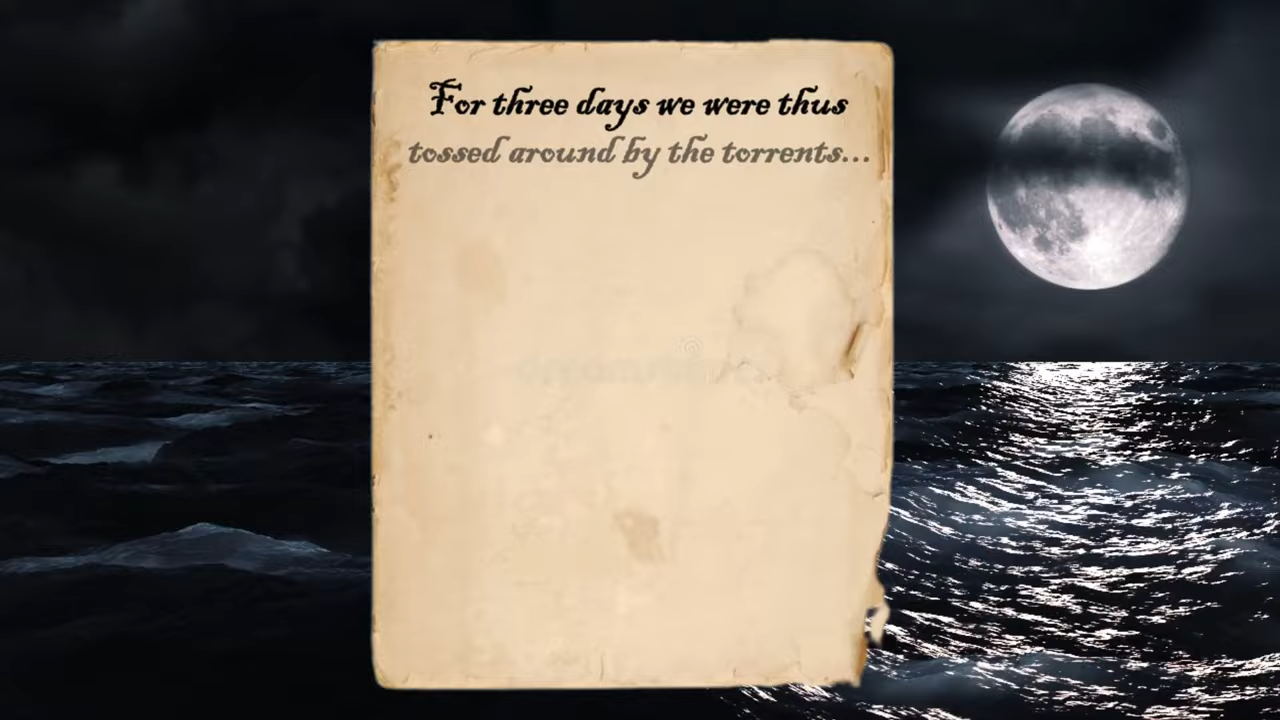 For three days we were thus
tossed around by the torrents...